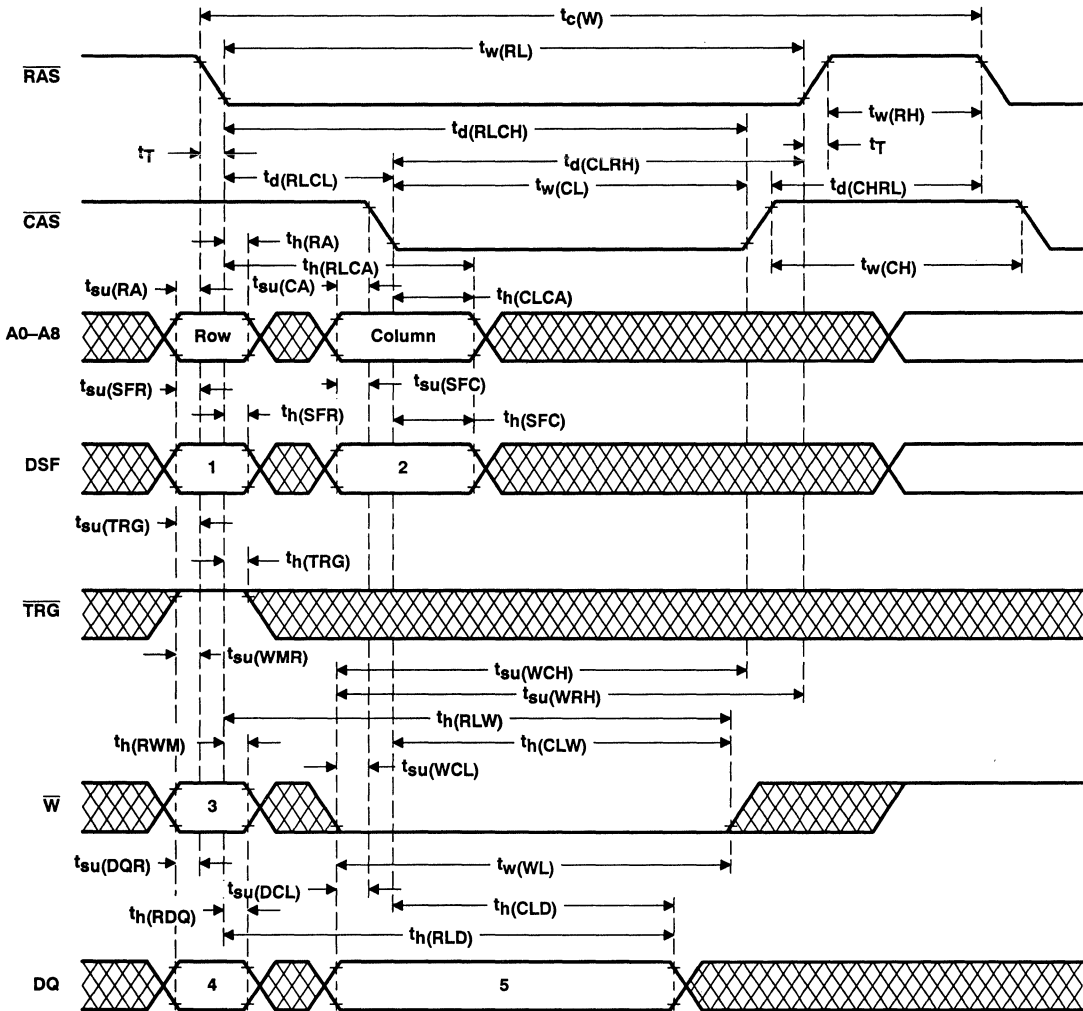 tc(W)
tw(RL)
RAS
tw(RH)
td(RLCH)
tT
tT
td(CLRH)
td(RLCL)
tw(CL)
td(CHRL)
CAS
th(RA)
th(RLCA)
tw(CH)
tsu(RA)
tsu(CA)
th(CLCA)
A0–A8
Row
Column
tsu(SFR)
tsu(SFC)
th(SFR)
th(SFC)
DSF
1
2
tsu(TRG)
th(TRG)
TRG
tsu(WMR)
tsu(WCH)
tsu(WRH)
th(RLW)
th(RWM)
th(CLW)
tsu(WCL)
W
3
tsu(DQR)
tw(WL)
tsu(DCL)
th(RDQ)
th(CLD)
th(RLD)
DQ
4
5